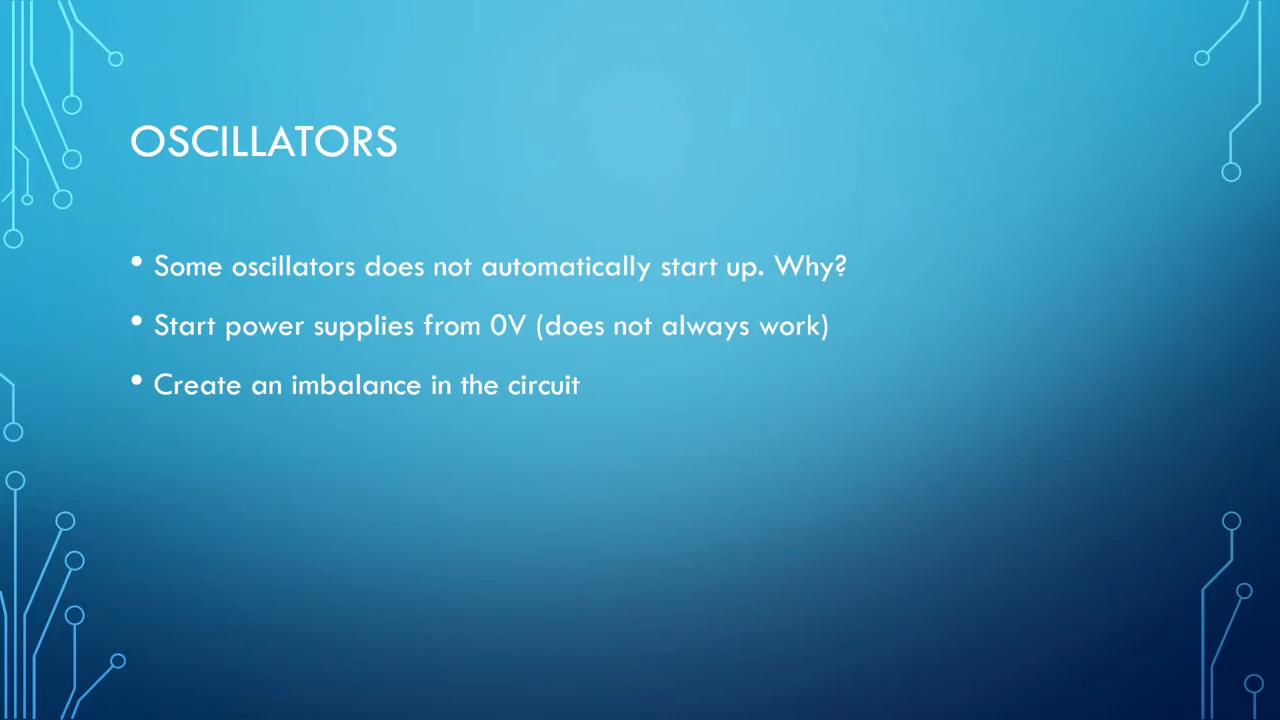 OSCILLATORS
• Some oscillators does not automatically start up. Why?
• Start power supplies from 0V (does not always work)
• Create an imbalance in the circuit